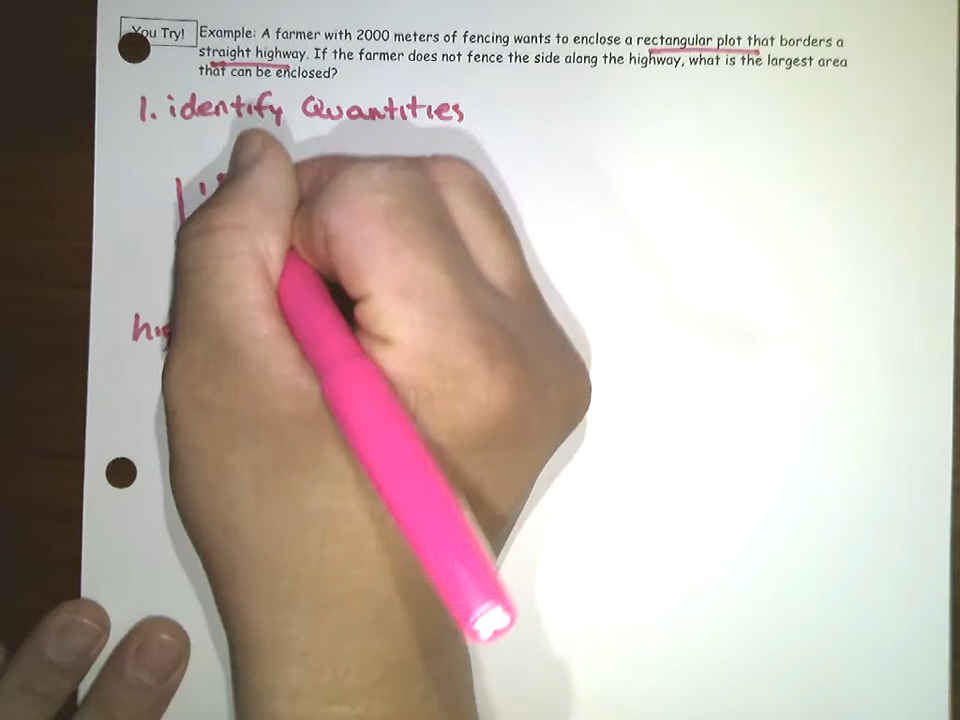 You Try!
Example: A farmer with 2000 meters of fencing wants to enclose a rectangular plot that borders a
straight highway. If the farmer does not fence the side along the highway, what is the largest area
that can be enclosed?
1. identify Quantities